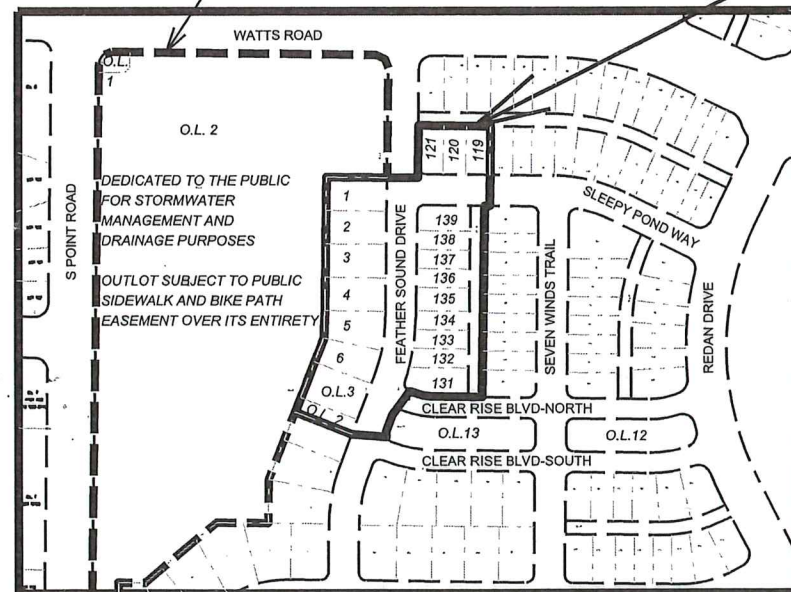 WATTS ROAD
O.L.
1
O.L. 2
121
120
119
DEDICATED TO THE PUBLIC
FOR STORMWATER
MANAGEMENT AND
DRAINAGE PURPOSES
OUTLOT SUBJECT TO PUBLIC
SIDEWALK AND BIKE PATH
EASEMENT OVER ITS ENTIRETY
S POINT ROAD
1
2
3
4
5
6
O.L.3
O.L. 2
FEATHER SOUND DRIVE
139
138
137
136
135
134
133
132
131
SEVEN WINDS TRAIL
SLEEPY POND WAY
REDAN DRIVE
CLEAR RISE BLVD-NORTH
O.L.13
O.L.12
CLEAR RISE BLVD-SOUTH